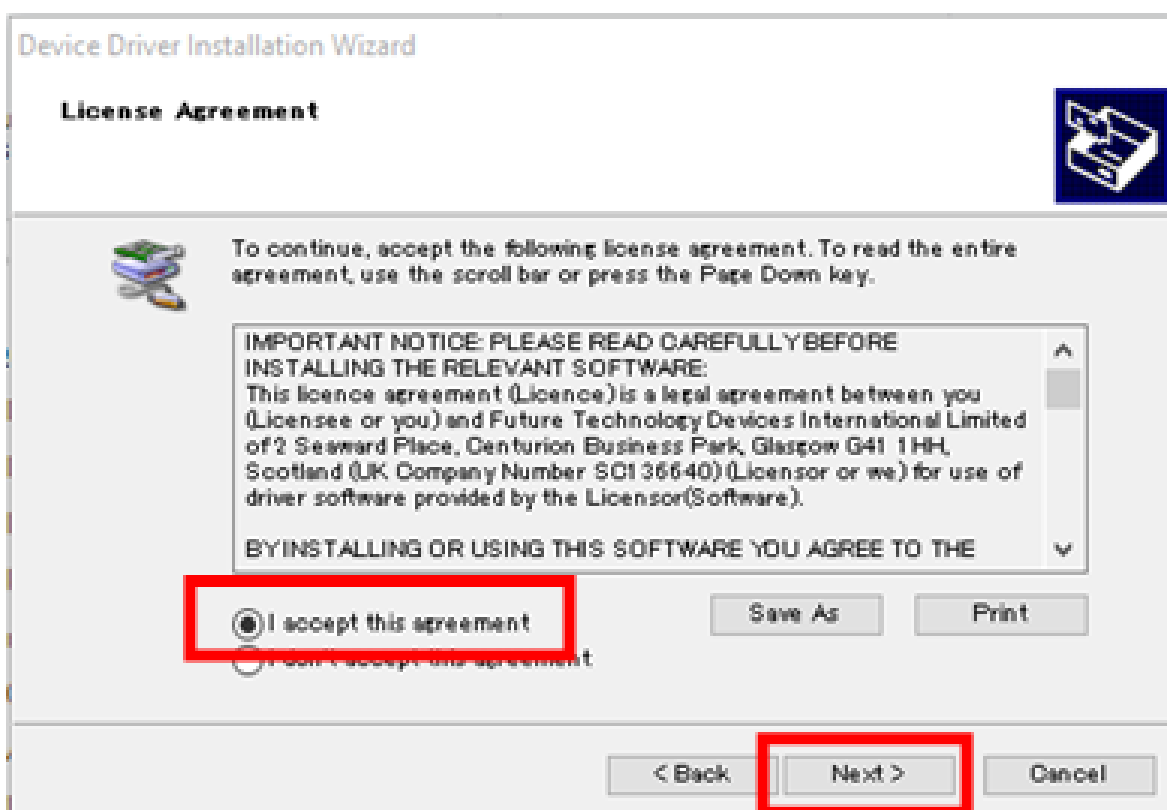 Device Driver Installation Wizard
License Agreement
To continue, accept the following license agreement. To read the entire
agreement, use the scroll bar or press the Page Down key.
IMPORTANT NOTICE: PLEASE READ CAREFULLY BEFORE
INSTALLING THE RELEVANT SOFTWARE:
This licence agreement (Licence) is a legal agreement between you
(Licensee or you) and Future Technology Devices International Limited
of 2 Seaward Place, Centurion Business Park, Glasgow G41 1HH,
Scotland (UK Company Number SC136640) (Licensor or we) for use of
driver software provided by the Licensor(Software).
BY INSTALLING OR USING THIS SOFTWARE YOU AGREE TO THE
I accept this agreement
Save As
Print
I don't accept this agreement
< Back
Next >
Cancel